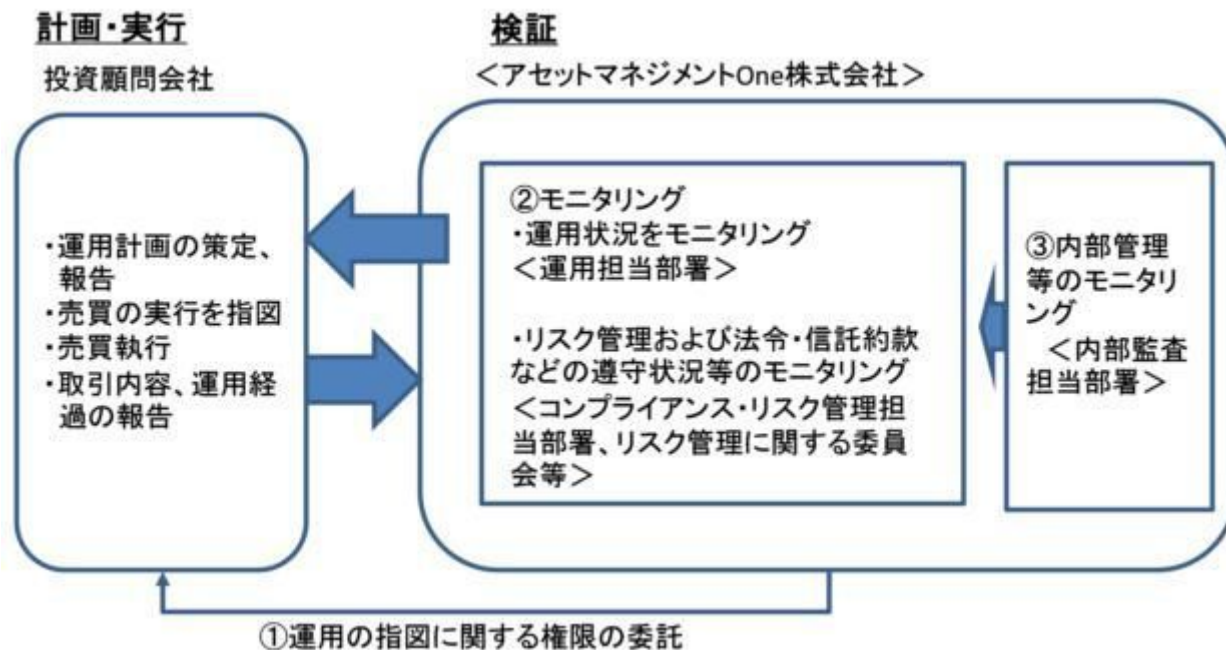 計画・実行
投資顧問会社
・運用計画の策定、
報告
・売買の実行を指図
・売買執行
・取引内容、運用経
過の報告
検証
＜アセットマネジメントOne株式会社＞
②モニタリング
・運用状況をモニタリング
＜運用担当部署＞
・リスク管理および法令・信託約款
などの遵守状況等のモニタリング
＜コンプライアンス・リスク管理担
当部署、リスク管理に関する委員
会等＞
③内部管理
等のモニタリ
ング
＜内部監査
担当部署＞
①運用の指図に関する権限の委託